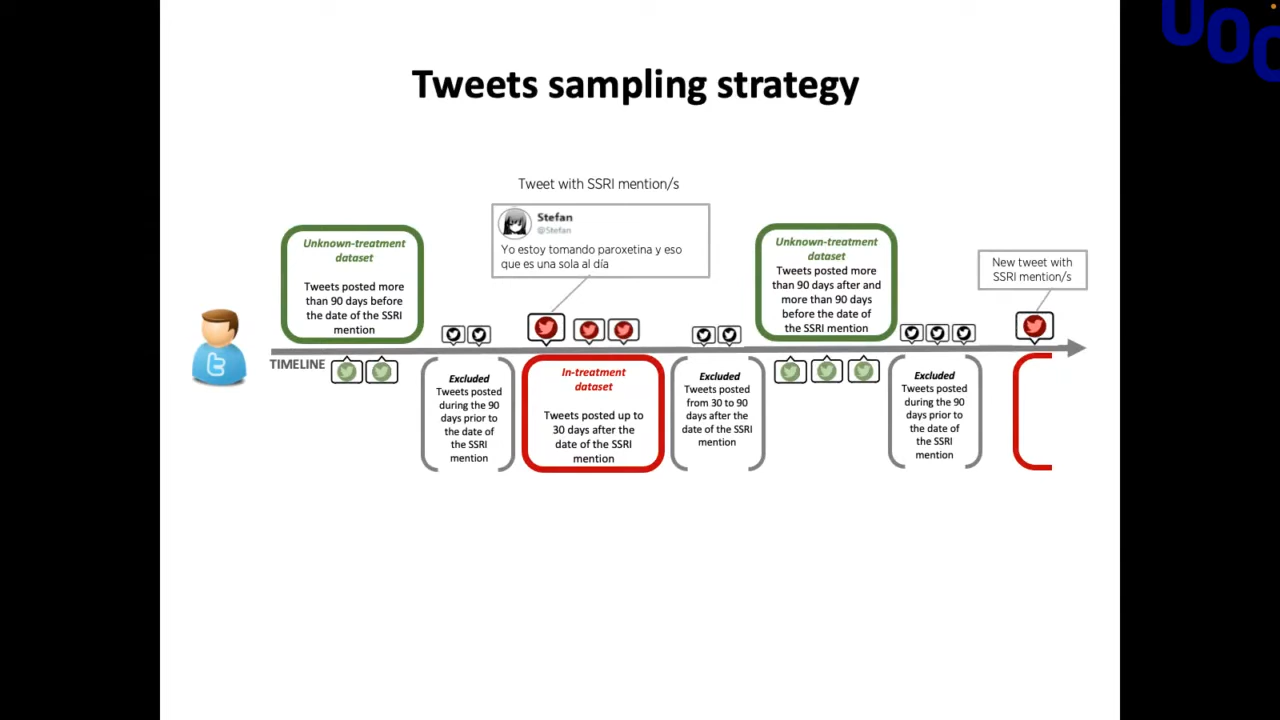 UOC
Tweets sampling strategy
Tweet with SSRI mention/s
Stefan
@Stefan
Yo estoy tomando paroxetina y eso
que es una sola al día
Unknown-treatment
dataset
Tweets posted more
than 90 days before
the date of the SSRI
mention
Unknown-treatment
dataset
Tweets posted more
than 90 days after and
more than 90 days
before the date of
the SSRI mention
New tweet with
SSRI mention/s
TIMELINE
Excluded
Tweets posted
during the 90
days prior to
the date of
the SSRI
mention
In-treatment
dataset
Tweets posted up to
30 days after the
date of the SSRI
mention
Excluded
Tweets posted
from 30 to 90
days after the
date of the SSRI
mention
Excluded
Tweets posted
during the 90
days prior to
the date of
the SSRI
mention